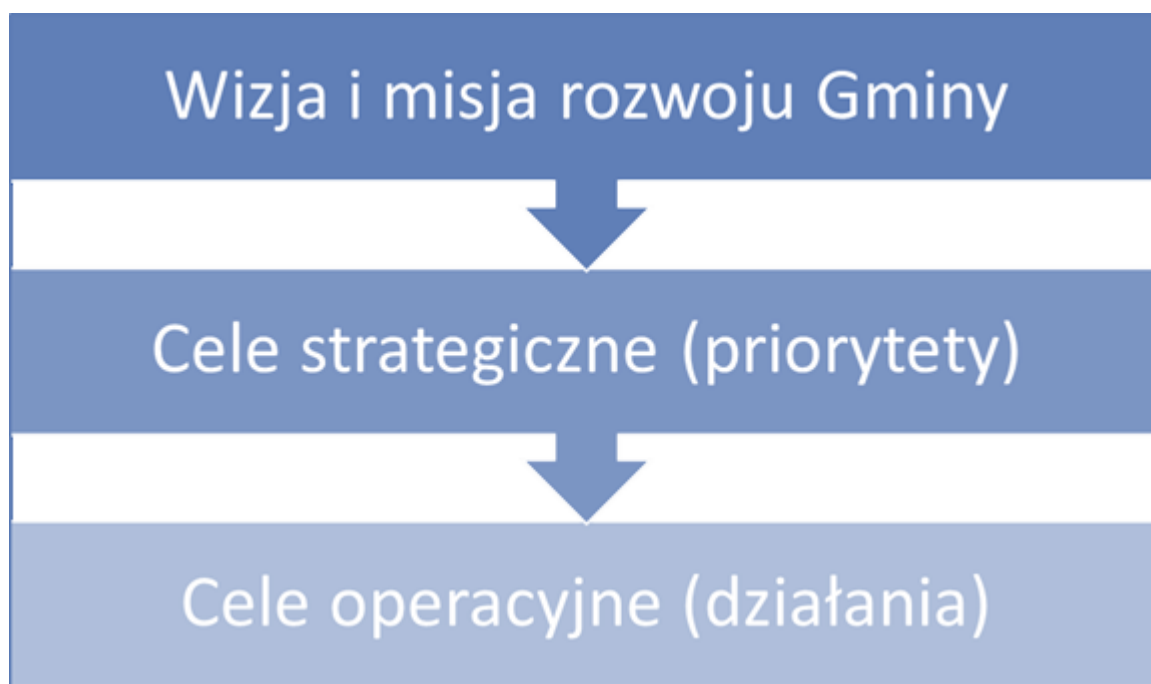 Wizja i misja rozwoju Gminy
Cele strategiczne (priorytety)
Cele operacyjne (działania)